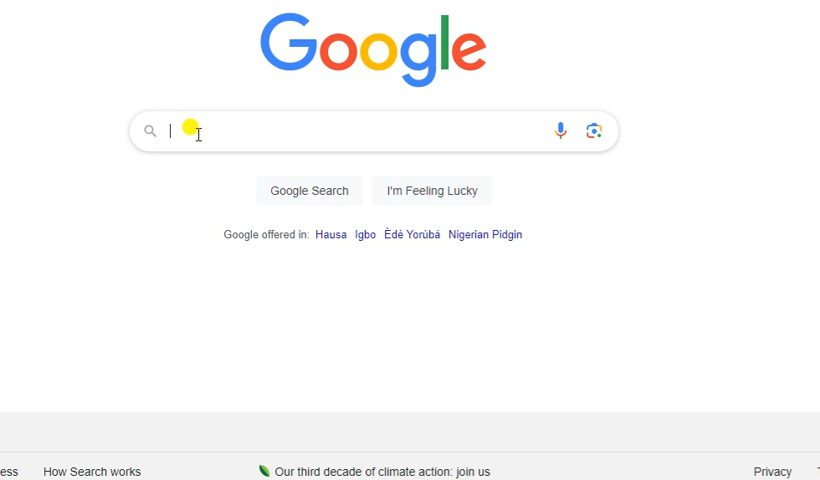 Google
Google Search I'm Feeling Lucky
Google offered in: Hausa Igbo Èdè Yorùbá Nigerian Pidgin
ess How Search works Our third decade of climate action: join us Privacy